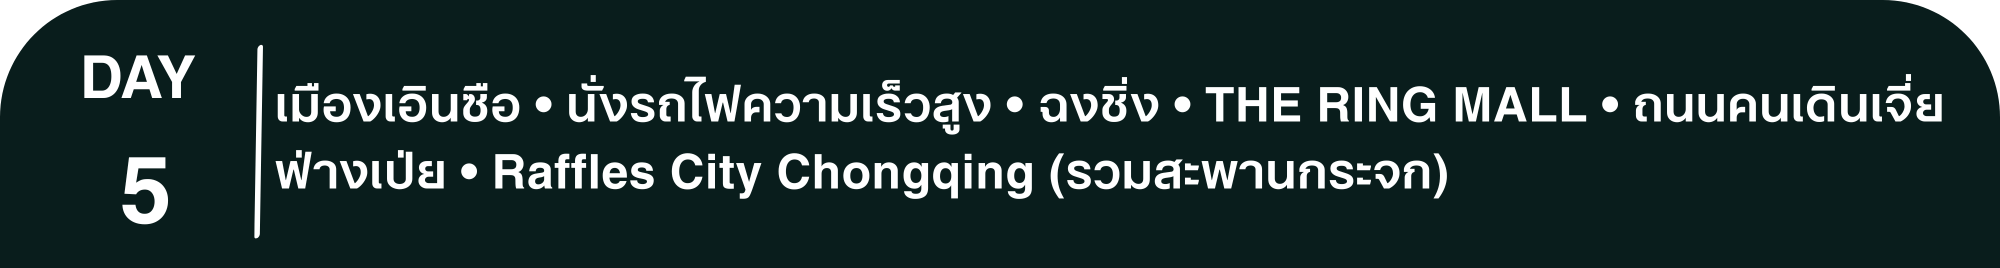 DAY
5
เมืองเอินซือ • นั่งรถไฟความเร็วสูง • ฉงชิ่ง • THE RING MALL • ถนนคนเดินเจี่ย
ฟ่างเป่ย • Raffles City Chongqing (รวมสะพานกระจก)